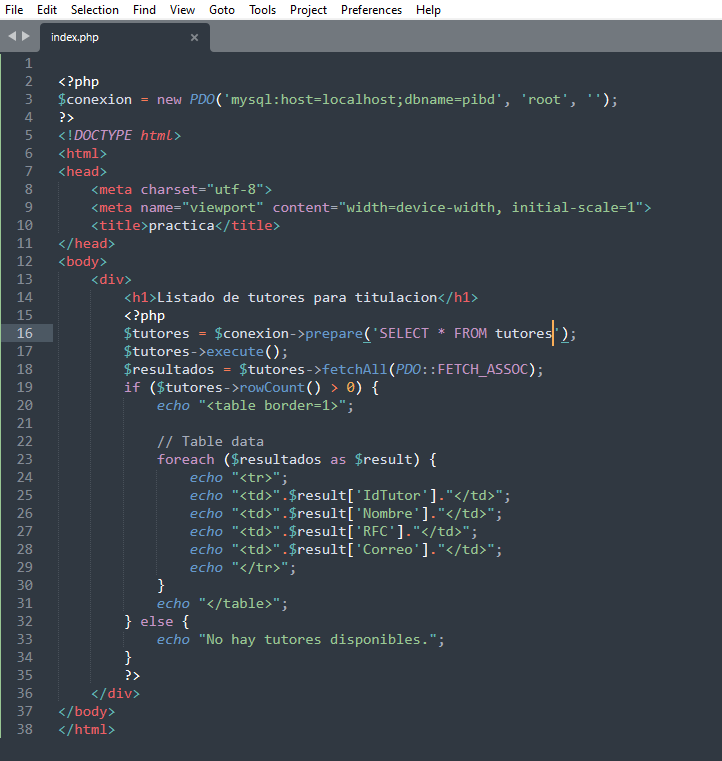 File Edit Selection Find View Goto Tools Project Preferences Help
index.php ×
1
2 <?php
3 $conexion = new PDO('mysql:host=localhost;dbname=pibd', 'root', '');
4 ?>
5 <!DOCTYPE html>
6 <html>
7 <head>
8     <meta charset="utf-8">
9     <meta name="viewport" content="width=device-width, initial-scale=1">
10     <title>practica</title>
11 </head>
12 <body>
13     <div>
14         <h1>Listado de tutores para titulacion</h1>
15         <?php
16         $tutores = $conexion->prepare('SELECT * FROM tutores');
17         $tutores->execute();
18         $resultados = $tutores->fetchAll(PDO::FETCH_ASSOC);
19         if ($tutores->rowCount() > 0) {
20             echo "<table border=1>";
21
22             // Table data
23             foreach ($resultados as $result) {
24                 echo "<tr>";
25                 echo "<td>".$result['IdTutor']."</td>";
26                 echo "<td>".$result['Nombre']."</td>";
27                 echo "<td>".$result['RFC']."</td>";
28                 echo "<td>".$result['Correo']."</td>";
29                 echo "</tr>";
30             }
31             echo "</table>";
32         } else {
33             echo "No hay tutores disponibles.";
34         }
35         ?>
36     </div>
37 </body>
38 </html>